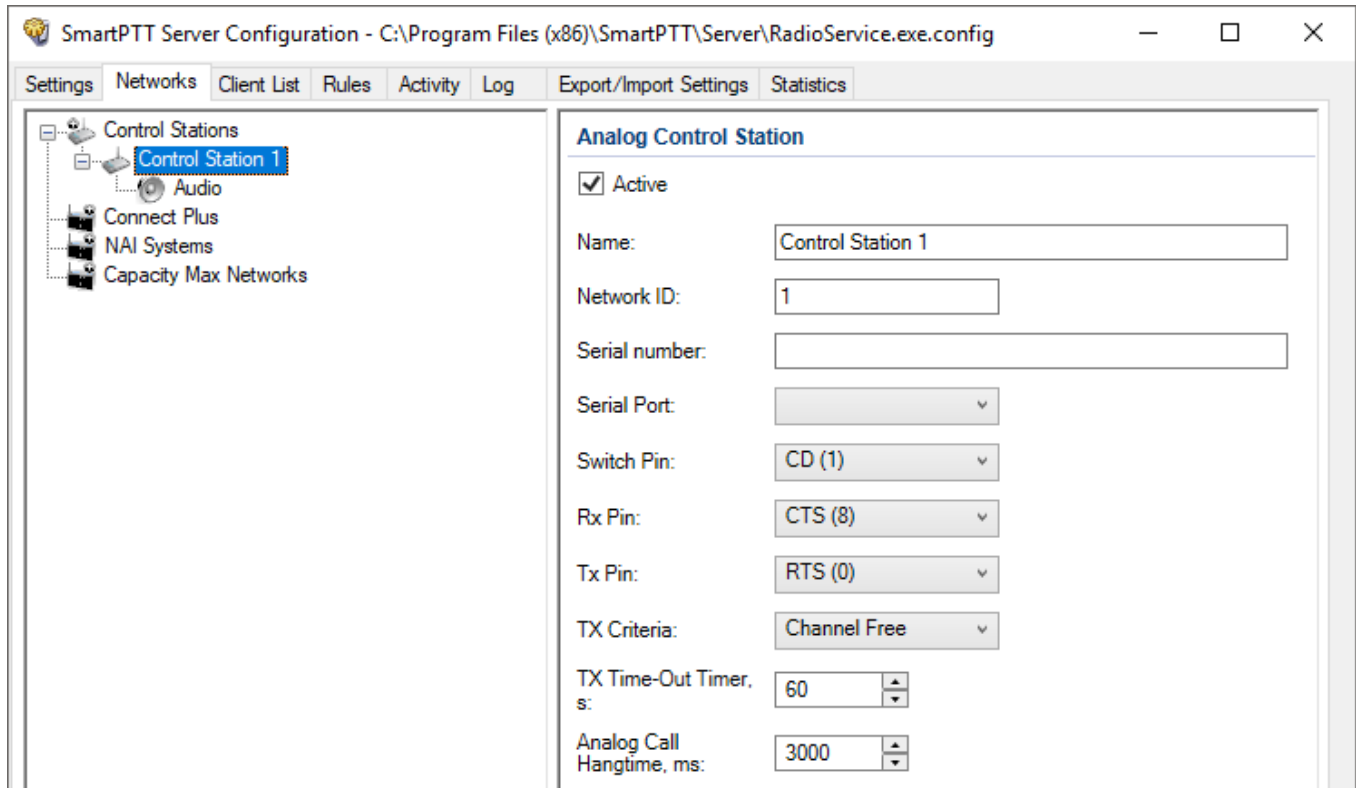 SmartPTT Server Configuration - C:\Program Files (x86)\SmartPTT\Server\RadioService.exe.config
Settings Networks Client List Rules Activity Log Export/Import Settings Statistics
Control Stations
Control Station 1
Audio
Connect Plus
NAI Systems
Capacity Max Networks
Analog Control Station
Active
Name: Control Station 1
Network ID: 1
Serial number:
Serial Port:
Switch Pin: CD (1)
Rx Pin: CTS (8)
Tx Pin: RTS (0)
TX Criteria: Channel Free
TX Time-Out Timer,
s: 60
Analog Call
Hangtime, ms: 3000